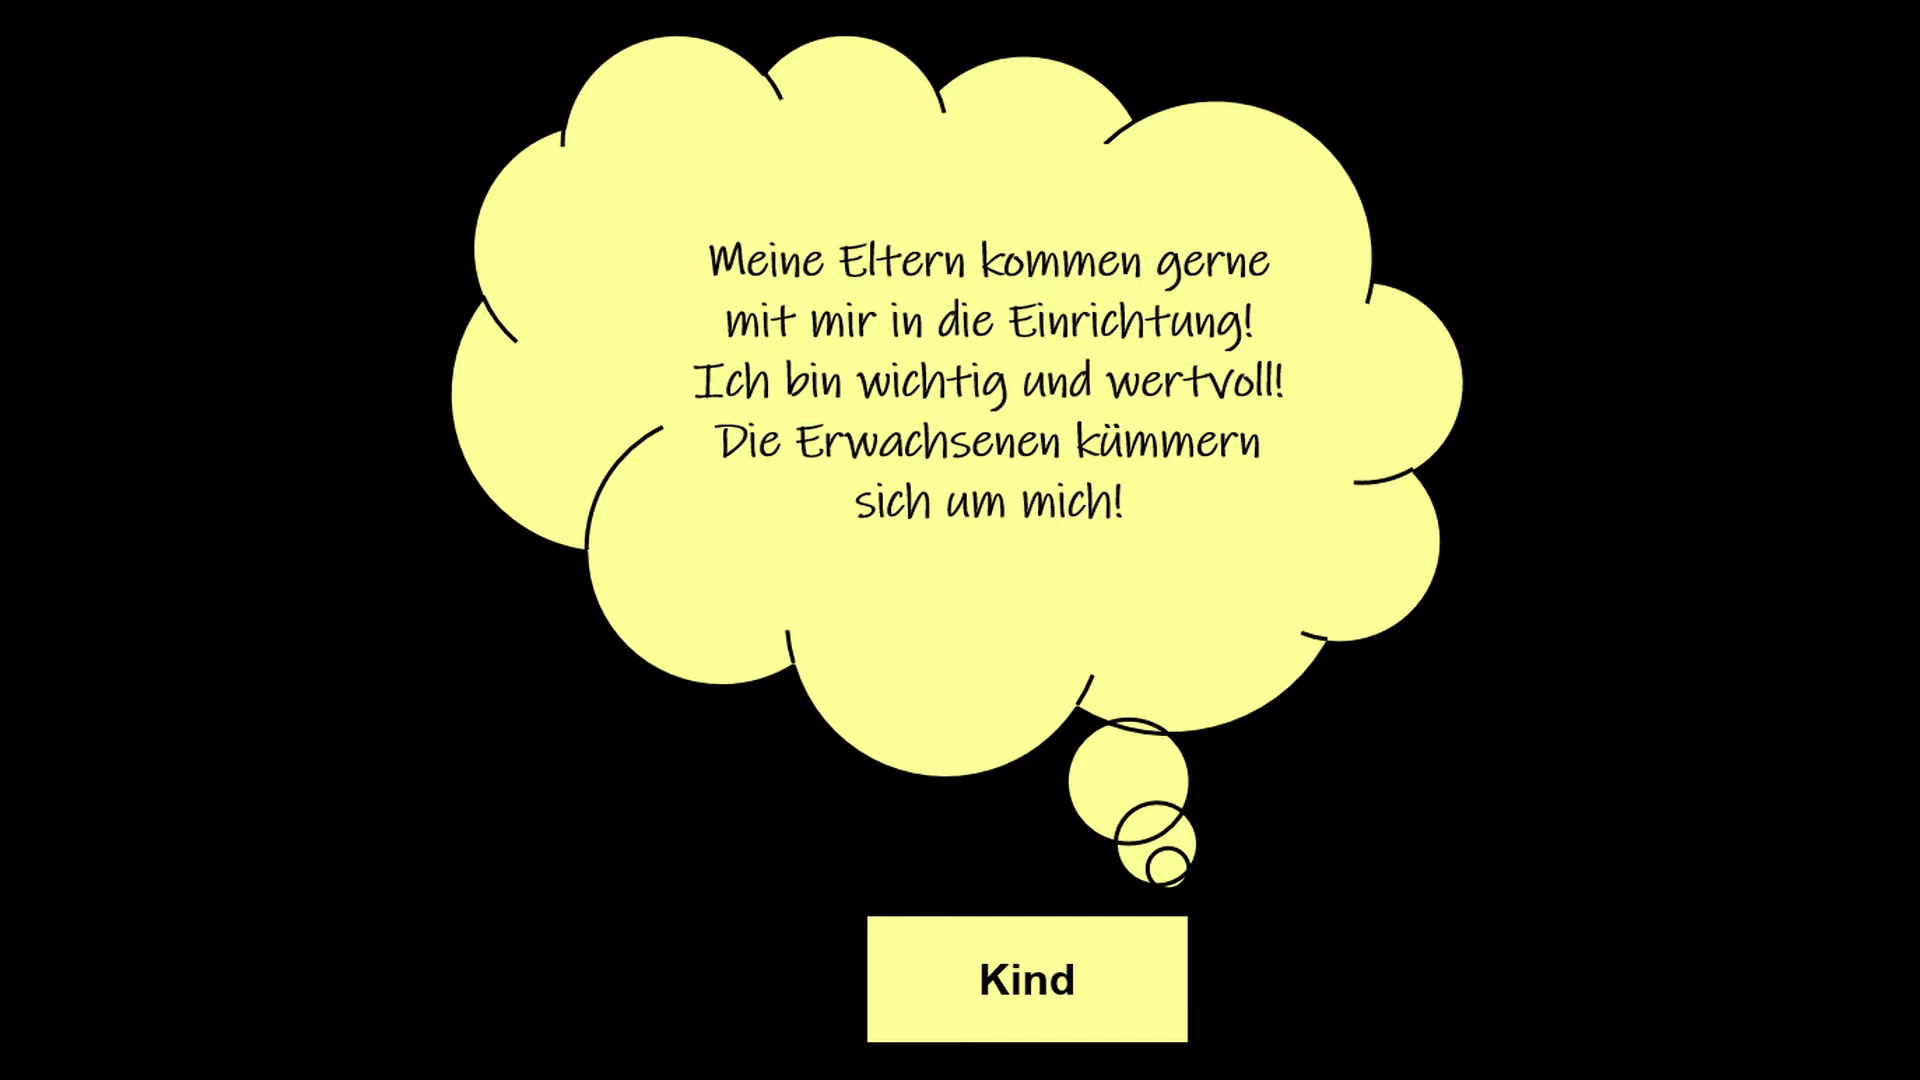 Meine Eltern kommen gerne
mit mir in die Einrichtung!
Ich bin wichtig und wertvoll!
Die Erwachsenen kümmern
sich um mich!
Kind